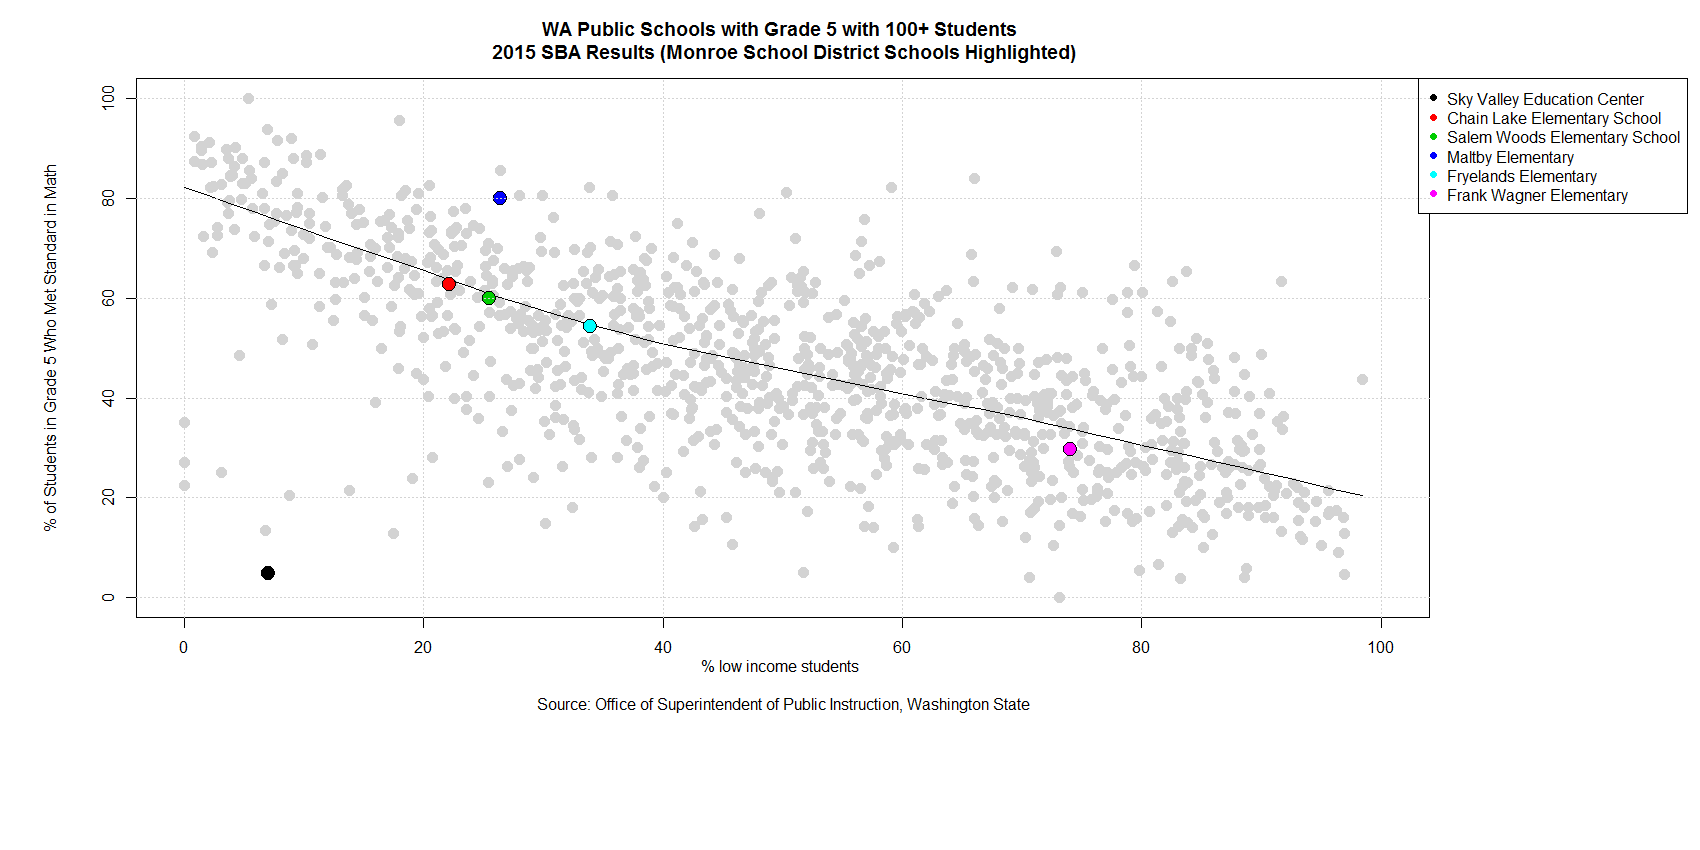 WA Public Schools with Grade 5 with 100+ Students
2015 SBA Results (Monroe School District Schools Highlighted)
% of Students in Grade 5 Who Met Standard in Math
100
80
60
40
20
0
Sky Valley Education Center
Chain Lake Elementary School
Salem Woods Elementary School
Maltby Elementary
Fryelands Elementary
Frank Wagner Elementary
0 20 40 60 80 100
% low income students
Source: Office of Superintendent of Public Instruction, Washington State